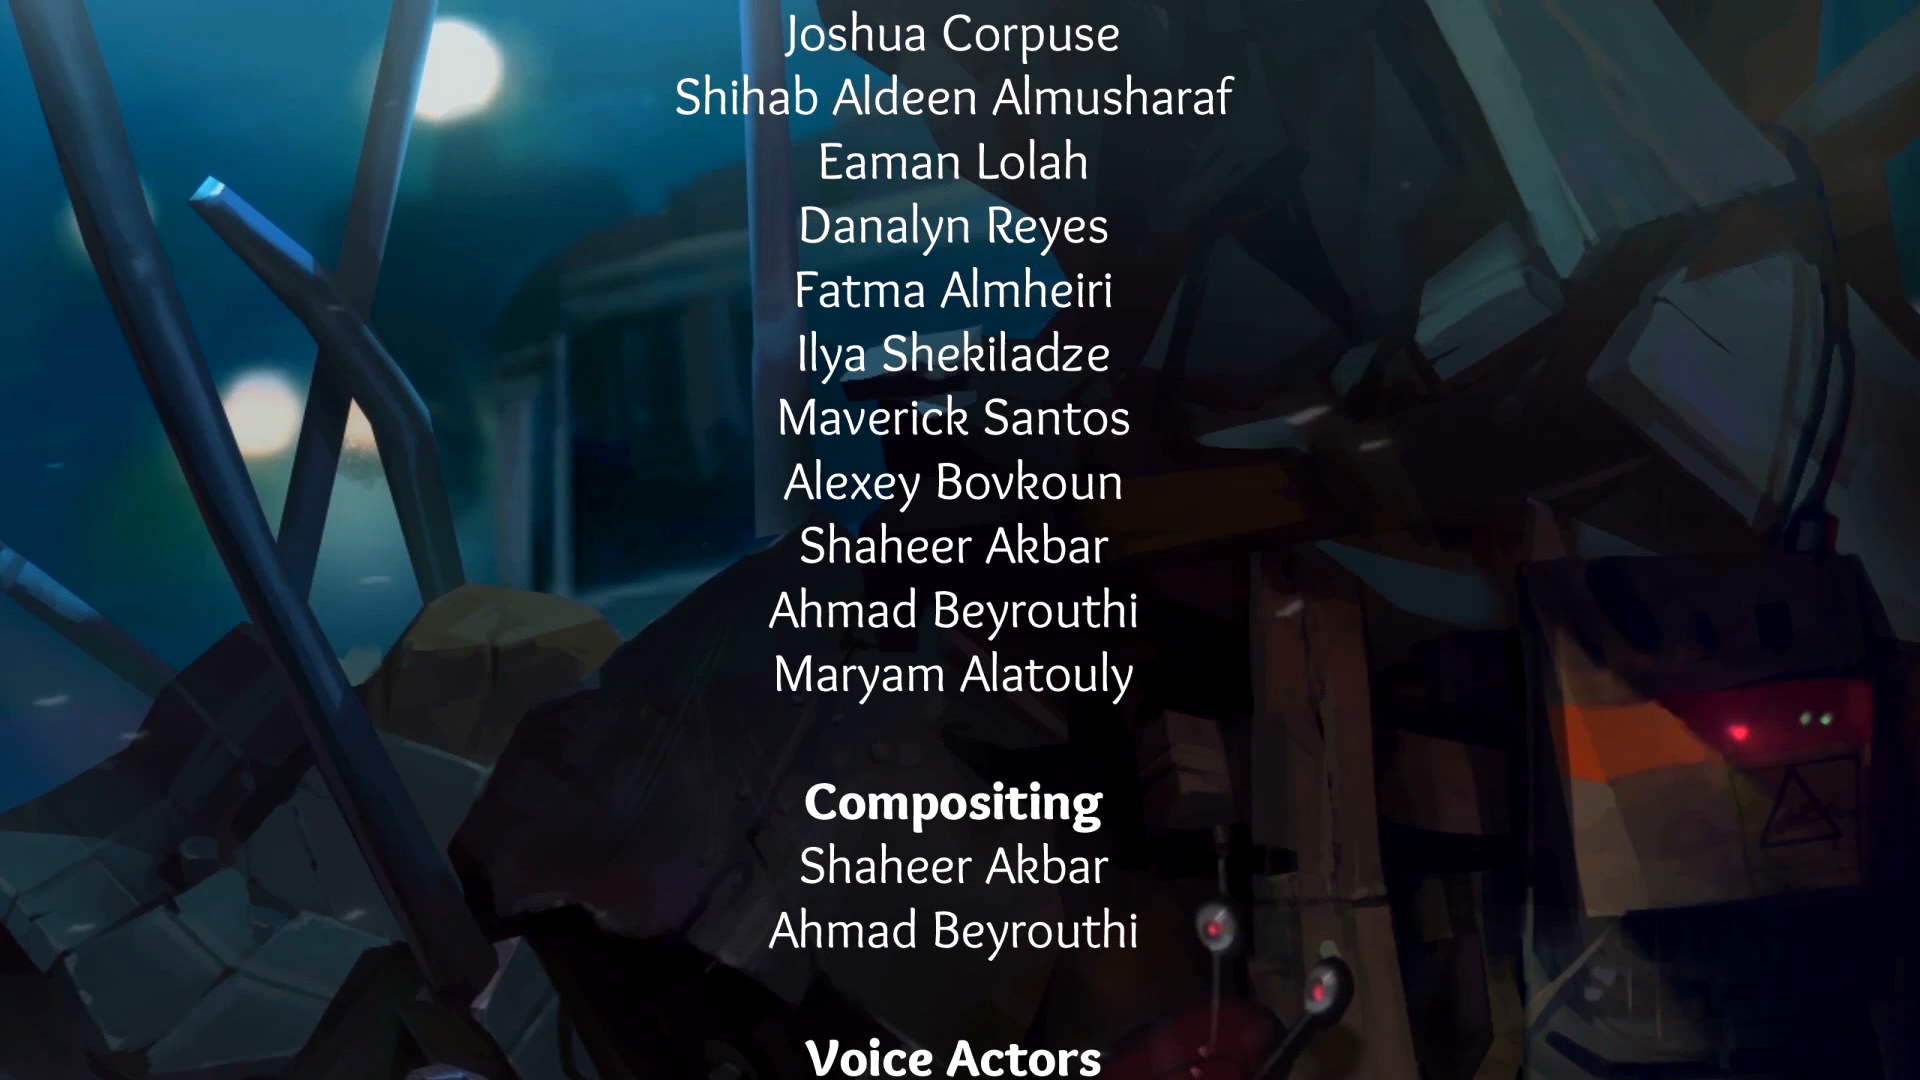 Joshua Corpuse
Shihab Aldeen Almusharaf
Eaman Lolah
Danalyn Reyes
Fatma Almheiri
Ilya Shekiladze
Maverick Santos
Alexey Bovkoun
Shaheer Akbar
Ahmad Beyrouthi
Maryam Alatouly
Compositing
Shaheer Akbar
Ahmad Beyrouthi
Voice Actors